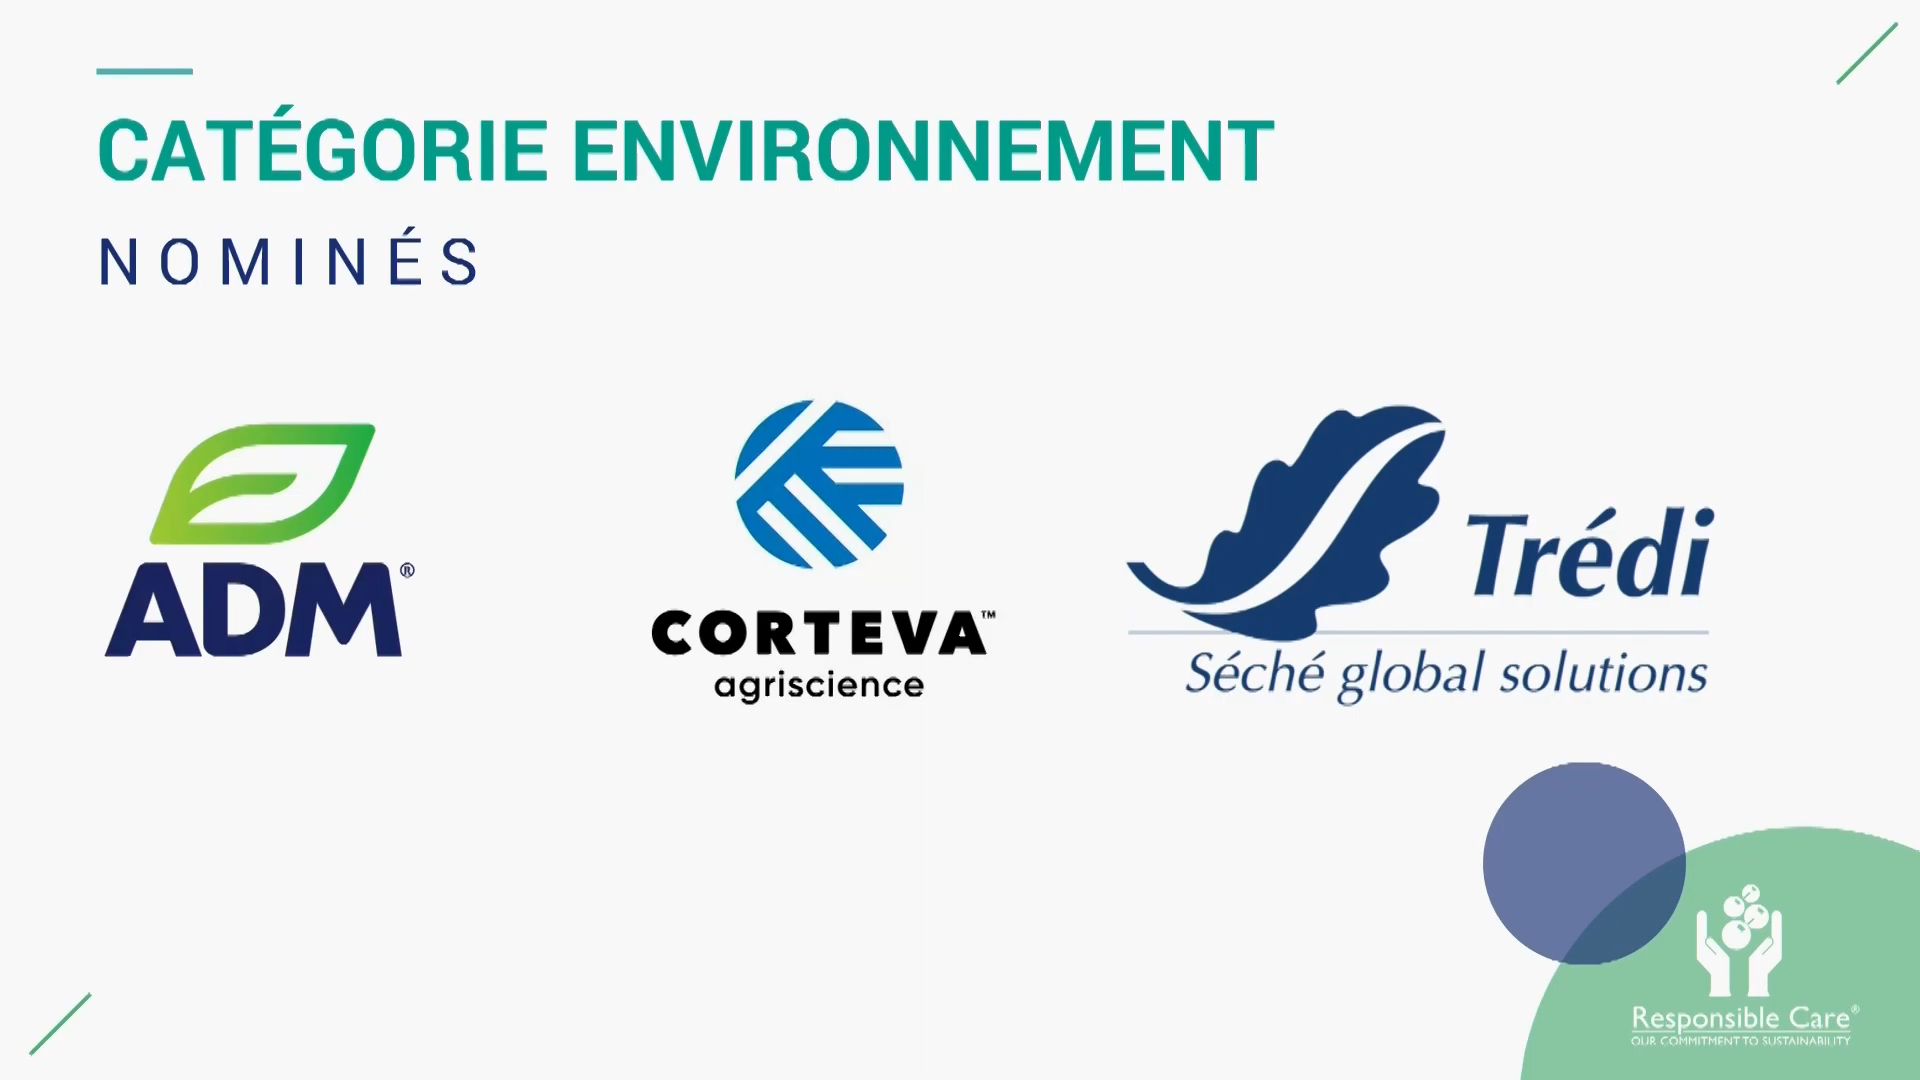 CATÉGORIE ENVIRONNEMENT
NOMINÉS
ADM®
CORTEVA™
agriscience
Trédi
Séché global solutions
Responsible Care®
OUR COMMITMENT TO SUSTAINABILITY